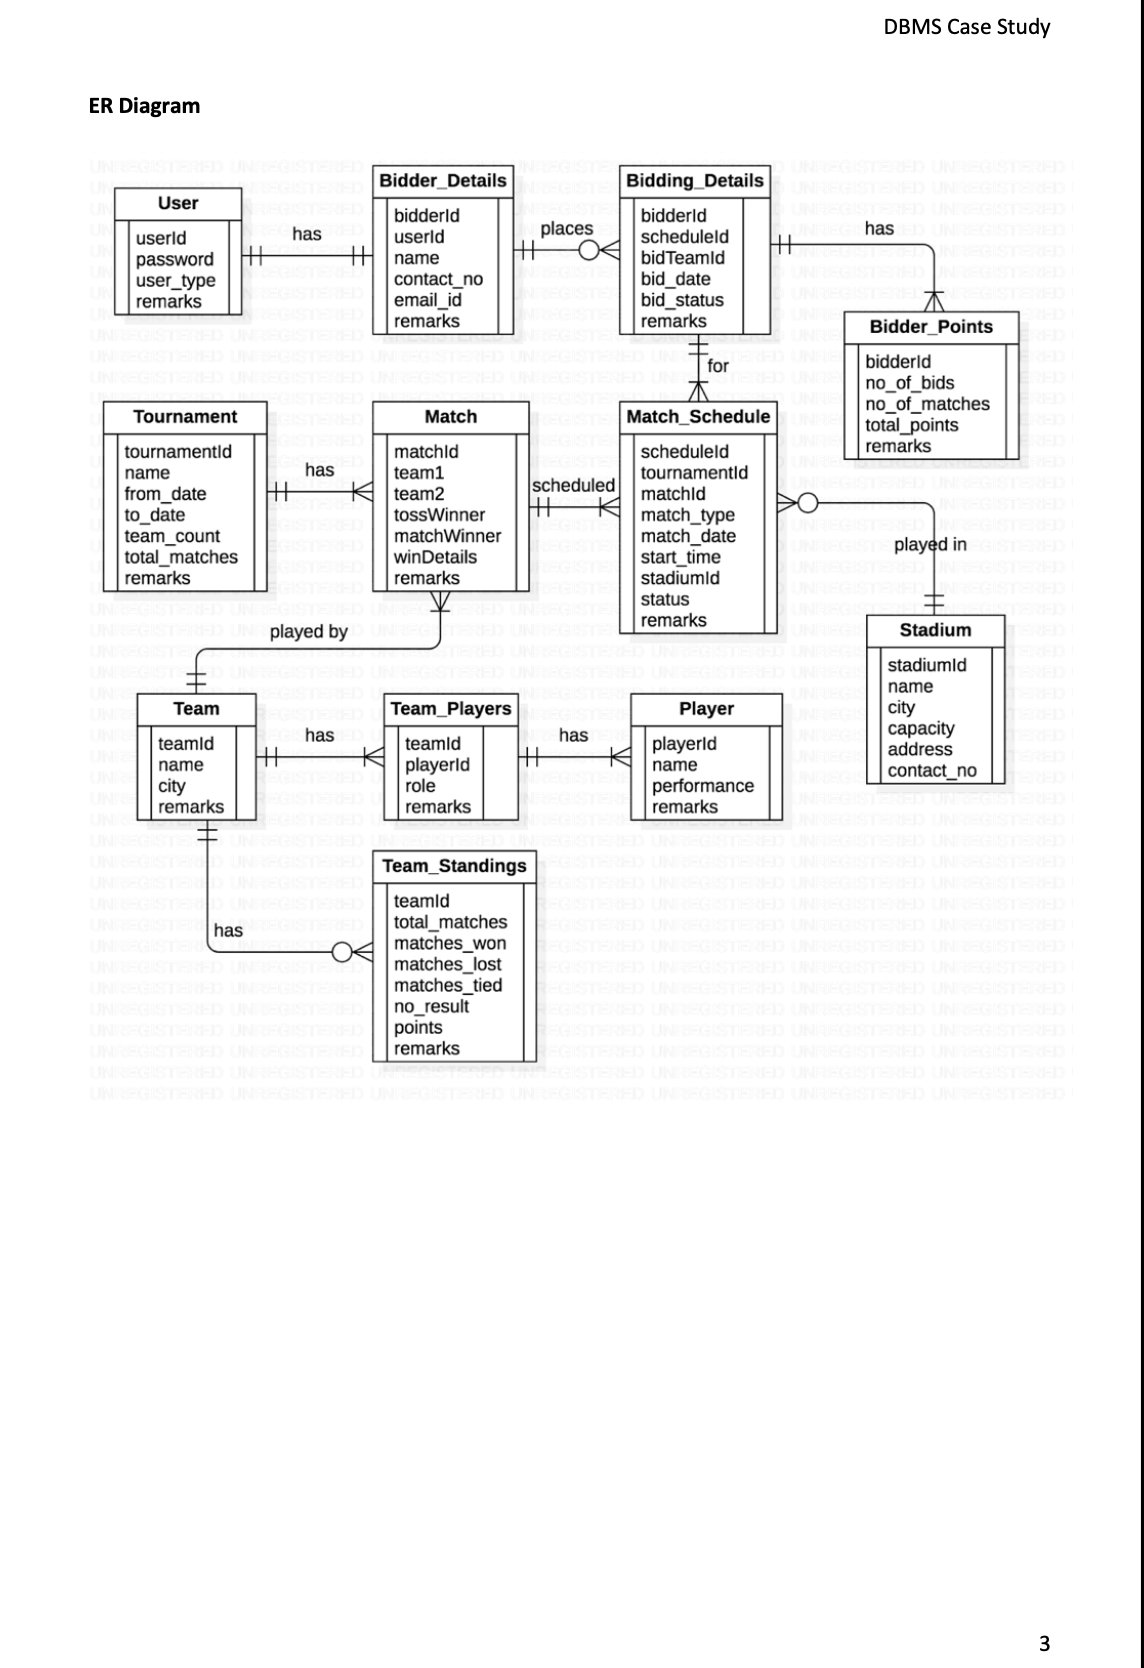 DBMS Case Study
ER Diagram
User
userId
password
user_type
remarks
has
Bidder_Details
bidderId
userId
name
contact_no
email_id
remarks
places
Bidding_Details
bidderId
scheduleId
bidTeamId
bid_date
bid_status
remarks
has
Bidder_Points
bidderId
no_of_bids
no_of_matches
total_points
remarks
for
Tournament
tournamentId
name
from_date
to_date
team_count
total_matches
remarks
has
Match
matchId
team1
team2
tossWinner
matchWinner
winDetails
remarks
scheduled
Match_Schedule
scheduleId
tournamentId
matchId
match_type
match_date
start_time
stadiumId
status
remarks
played in
Stadium
stadiumId
name
city
capacity
address
contact_no
played by
Team
teamId
name
city
remarks
has
Team_Players
teamId
playerId
role
remarks
has
Player
playerId
name
performance
remarks
has
Team_Standings
teamId
total_matches
matches_won
matches_lost
matches_tied
no_result
points
remarks
3